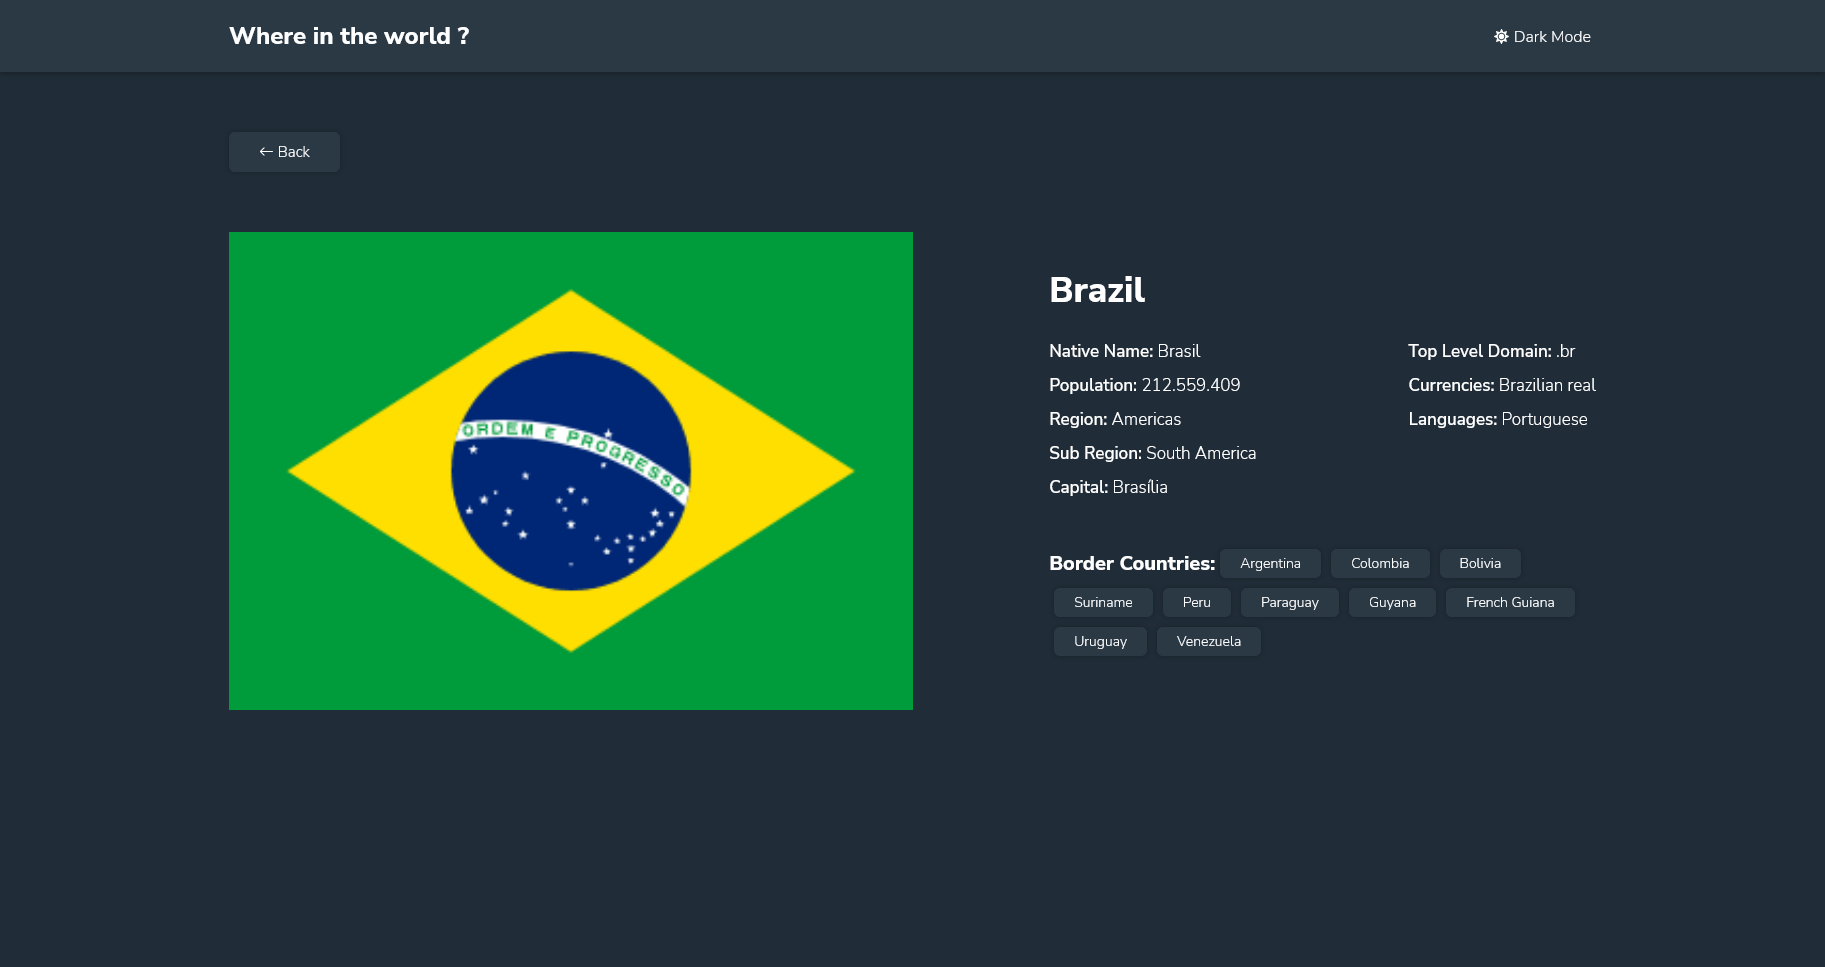 Where in the world ?
Dark Mode
← Back
ORDEM E PROGRESSO
Brazil
Native Name: Brasil
Population: 212.559.409
Region: Americas
Sub Region: South America
Capital: Brasília
Top Level Domain: .br
Currencies: Brazilian real
Languages: Portuguese
Border Countries: Argentina Colombia Bolivia
Suriname Peru Paraguay Guyana French Guiana
Uruguay Venezuela